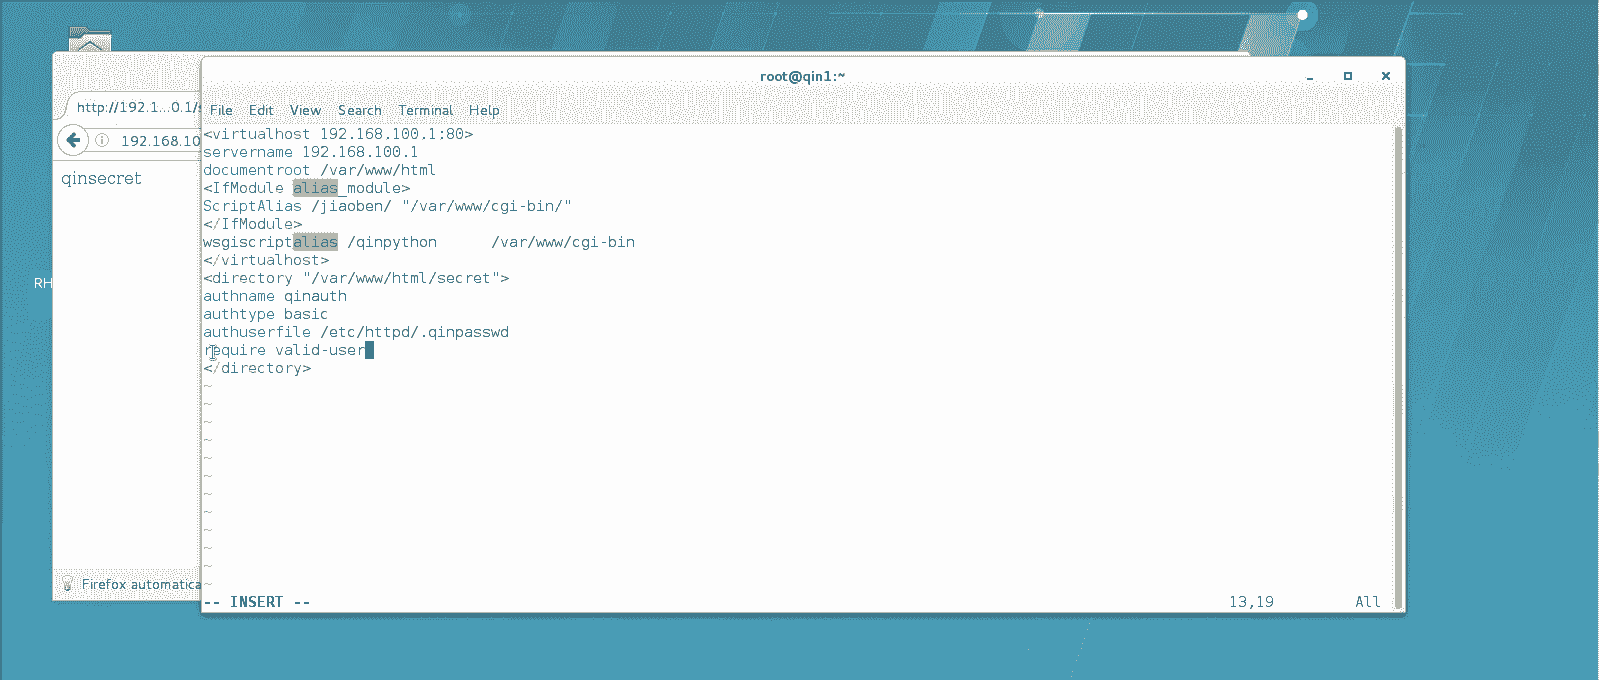 root@qin1:~
http://192.1...0.1/s
File Edit View Search Terminal Help
192.168.10
qinsecret
RH
Firefox automatica
<virtualhost 192.168.100.1:80>
servername 192.168.100.1
documentroot /var/www/html
<IfModule alias_module>
ScriptAlias /jiaoben/ "/var/www/cgi-bin/"
</IfModule>
wsgiscriptalias /qinpython      /var/www/cgi-bin
</virtualhost>
<directory "/var/www/html/secret">
authname qinauth
authtype basic
authuserfile /etc/httpd/.qinpasswd
require valid-user
</directory>
~
~
~
~
~
~
~
~
~
~
~
~
-- INSERT -- 13,19 All